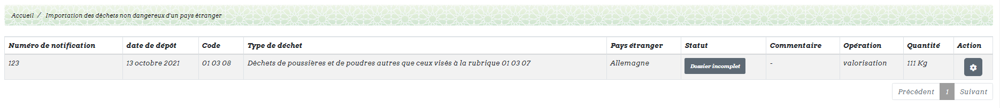 Accueil / Importation des déchets non dangereux d'un pays étranger
Numéro de notification date de dépôt Code Type de déchet Pays étranger Statut Commentaire Opération Quantité Action
123 13 octobre 2021 01 03 08 Déchets de poussières et de poudres autres que ceux visés à la rubrique 01 03 07 Allemagne Dossier incomplet - valorisation 111 Kg
Précédent 1 Suivant